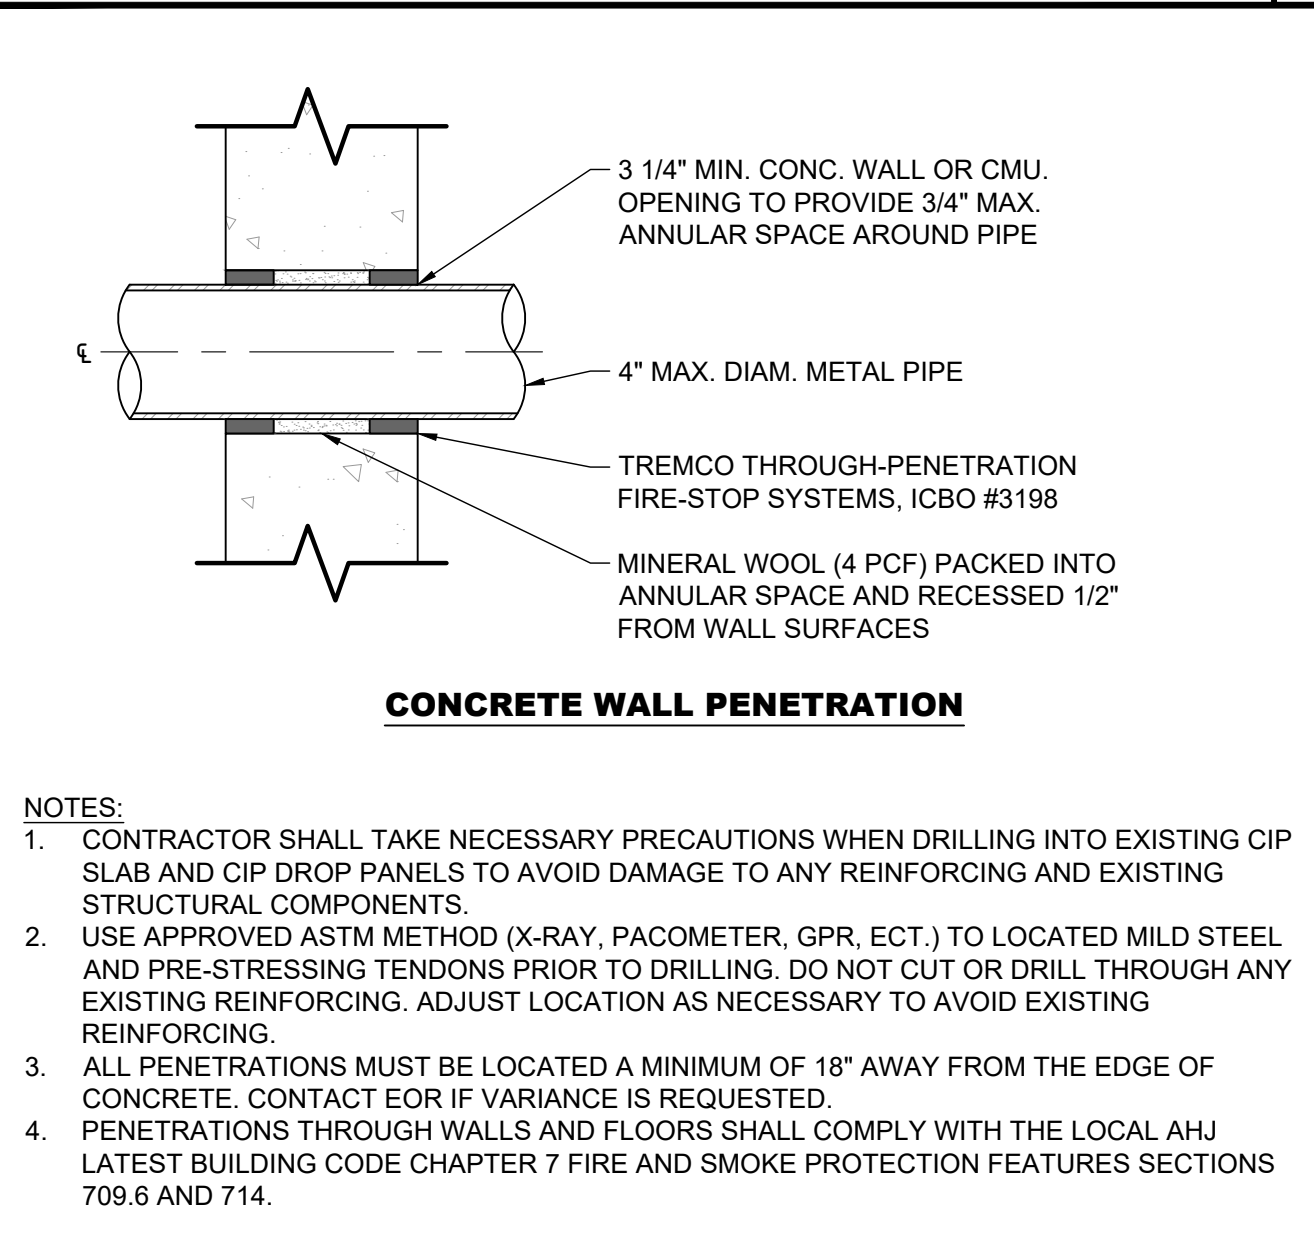 3 1/4" MIN. CONC. WALL OR CMU.
OPENING TO PROVIDE 3/4" MAX.
ANNULAR SPACE AROUND PIPE
℄
4" MAX. DIAM. METAL PIPE
TREMCO THROUGH-PENETRATION
FIRE-STOP SYSTEMS, ICBO #3198
MINERAL WOOL (4 PCF) PACKED INTO
ANNULAR SPACE AND RECESSED 1/2"
FROM WALL SURFACES
CONCRETE WALL PENETRATION
NOTES:
1. CONTRACTOR SHALL TAKE NECESSARY PRECAUTIONS WHEN DRILLING INTO EXISTING CIP
SLAB AND CIP DROP PANELS TO AVOID DAMAGE TO ANY REINFORCING AND EXISTING
STRUCTURAL COMPONENTS.
2. USE APPROVED ASTM METHOD (X-RAY, PACOMETER, GPR, ECT.) TO LOCATED MILD STEEL
AND PRE-STRESSING TENDONS PRIOR TO DRILLING. DO NOT CUT OR DRILL THROUGH ANY
EXISTING REINFORCING. ADJUST LOCATION AS NECESSARY TO AVOID EXISTING
REINFORCING.
3. ALL PENETRATIONS MUST BE LOCATED A MINIMUM OF 18" AWAY FROM THE EDGE OF
CONCRETE. CONTACT EOR IF VARIANCE IS REQUESTED.
4. PENETRATIONS THROUGH WALLS AND FLOORS SHALL COMPLY WITH THE LOCAL AHJ
LATEST BUILDING CODE CHAPTER 7 FIRE AND SMOKE PROTECTION FEATURES SECTIONS
709.6 AND 714.